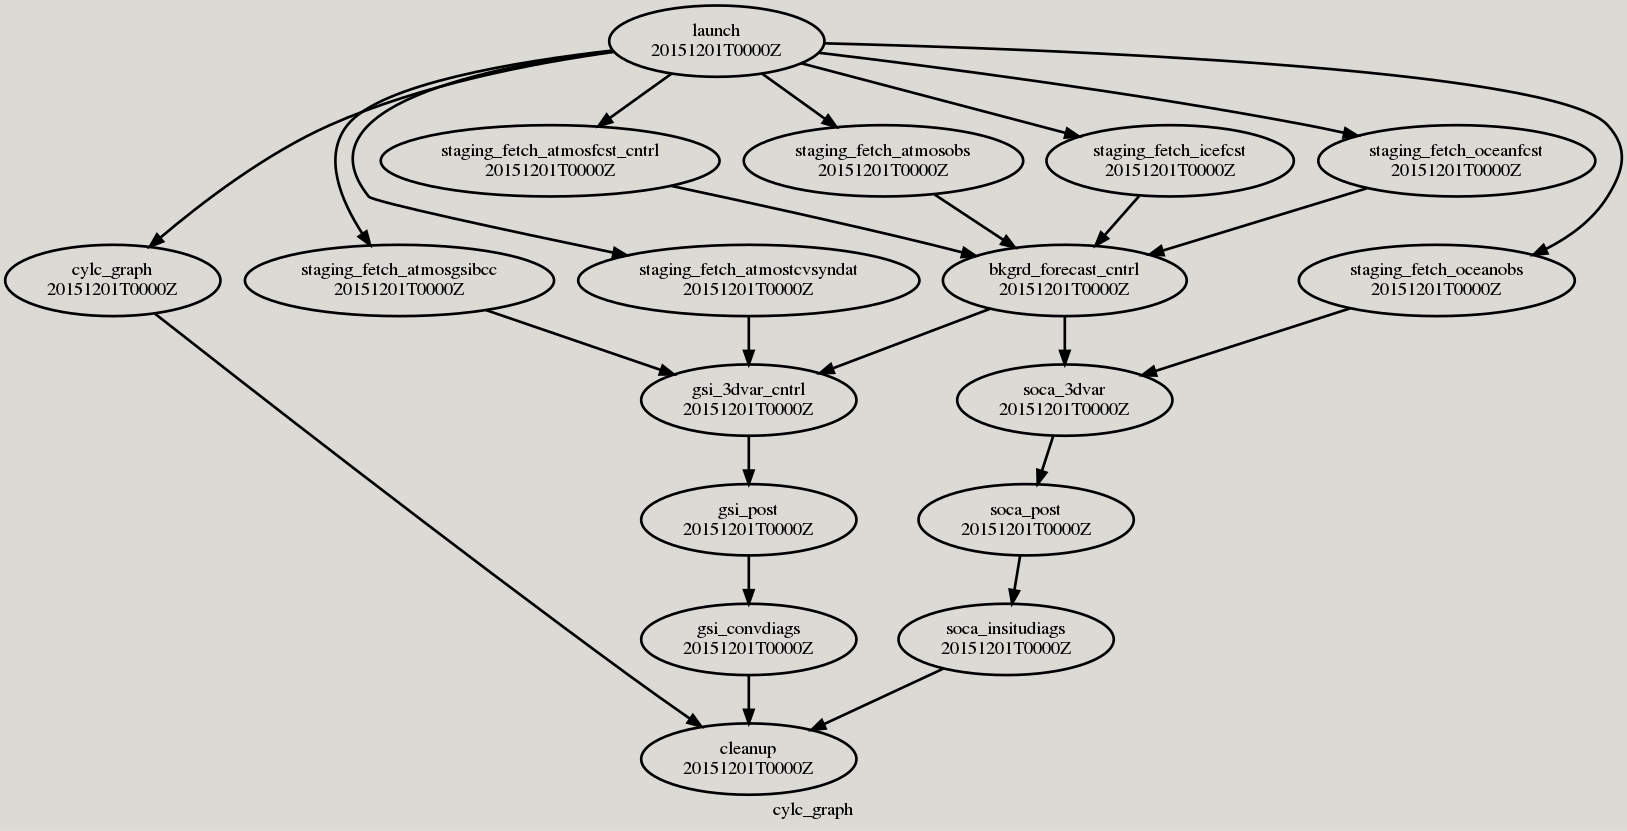 launch
20151201T0000Z
staging_fetch_atmosfcst_cntrl
20151201T0000Z
staging_fetch_atmosobs
20151201T0000Z
staging_fetch_icefcst
20151201T0000Z
staging_fetch_oceanfcst
20151201T0000Z
cylc_graph
20151201T0000Z
staging_fetch_atmosgsibcc
20151201T0000Z
staging_fetch_atmostcvsyndat
20151201T0000Z
bkgrd_forecast_cntrl
20151201T0000Z
staging_fetch_oceanobs
20151201T0000Z
gsi_3dvar_cntrl
20151201T0000Z
soca_3dvar
20151201T0000Z
gsi_post
20151201T0000Z
soca_post
20151201T0000Z
gsi_convdiags
20151201T0000Z
soca_insitudiags
20151201T0000Z
cleanup
20151201T0000Z
cylc_graph